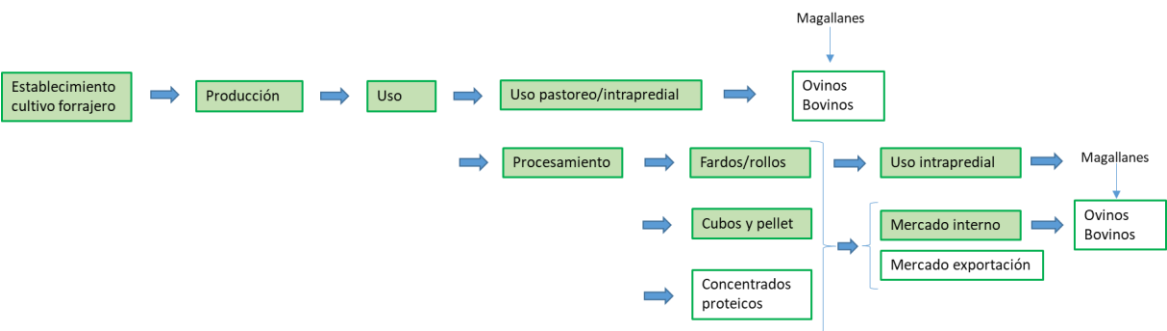 Magallanes
Establecimiento
cultivo forrajero
Producción
Uso
Uso pastoreo/intrapredial
Ovinos
Bovinos
Procesamiento
Fardos/rollos
Uso intrapredial
Magallanes
Cubos y pellet
Mercado interno
Ovinos
Bovinos
Mercado exportación
Concentrados
proteicos